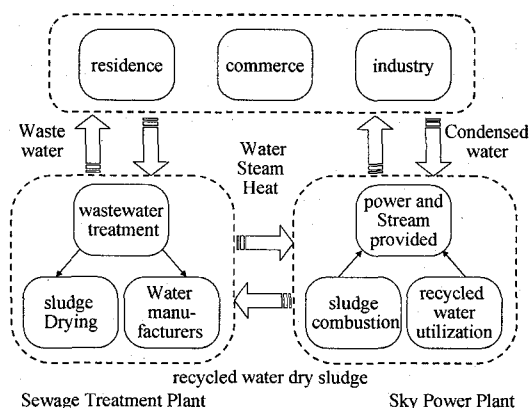 residence
commerce
industry
Waste
water
Water
Steam
Heat
Condensed
water
wastewater
treatment
sludge
Drying
Water
manu-
facturers
power and
Stream
provided
sludge
combustion
recycled
water
utilization
recycled water dry sludge
Sewage Treatment Plant
Sky Power Plant